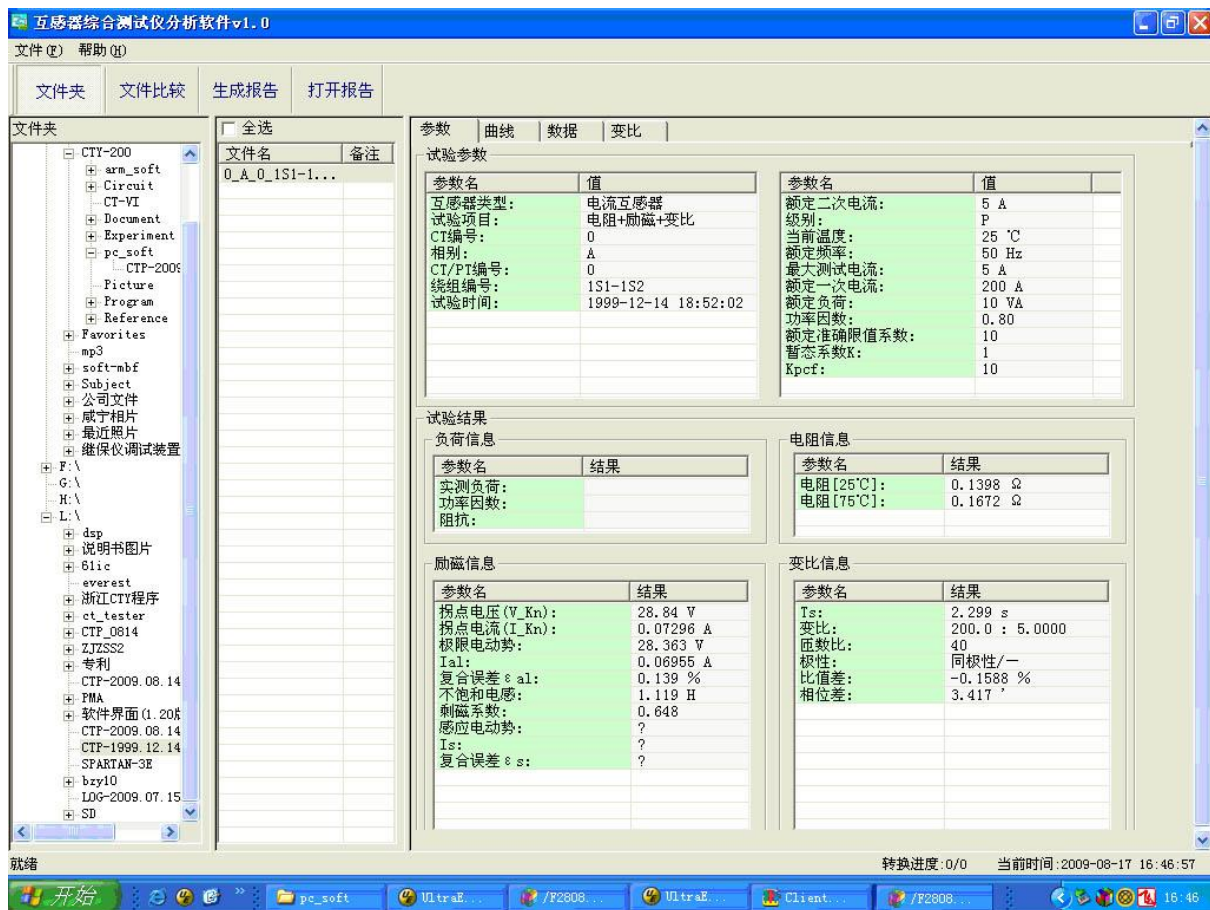 互感器综合测试仪分析软件v1.0
文件(F) 帮助(H)
文件夹 文件比较 生成报告 打开报告
文件夹
CTY-200
arm_soft
Circuit
CT-VI
Document
Experiment
pc_soft
CTP-2009
Picture
Program
Reference
Favorites
mp3
soft-mbf
Subject
公司文件
咸宁相片
最近照片
继保仪调试装置
F:\
G:\
H:\
L:\
dsp
说明书图片
61ic
everest
浙江CTY程序
ct_tester
CTP_0814
ZJZSS2
专利
CTP-2009.08.14
PMA
软件界面(1.20版
CTP-2009.08.14
CTP-1999.12.14
SPARTAN-3E
bzy10
LOG-2009.07.15
SD
全选
文件名 备注
0_A_0_1S1-1...
参数 曲线 数据 变比
试验参数
参数名 值
互感器类型: 电流互感器
试验项目: 电阻+励磁+变比
CT编号: 0
相别: A
CT/PT编号: 0
绕组编号: 1S1-1S2
试验时间: 1999-12-14 18:52:02
参数名 值
额定二次电流: 5 A
级别: P
当前温度: 25 ℃
额定频率: 50 Hz
最大测试电流: 5 A
额定一次电流: 200 A
额定负荷: 10 VA
功率因数: 0.80
额定准确限值系数: 10
暂态系数K: 1
Kpcf: 10
试验结果
负荷信息
参数名 结果
实测负荷:
功率因数:
阻抗:
电阻信息
参数名 结果
电阻[25℃]: 0.1398 Ω
电阻[75℃]: 0.1672 Ω
励磁信息
参数名 结果
拐点电压(V_Kn): 28.84 V
拐点电流(I_Kn): 0.07296 A
极限电动势: 28.363 V
Ial: 0.06955 A
复合误差εal: 0.139 %
不饱和电感: 1.119 H
剩磁系数: 0.648
感应电动势: ?
Is: ?
复合误差εs: ?
变比信息
参数名 结果
Ts: 2.299 s
变比: 200.0 : 5.0000
匝数比: 40
极性: 同极性/—
比值差: -0.1588 %
相位差: 3.417 '
就绪 转换进度:0/0 当前时间:2009-08-17 16:46:57
开始 pc_soft UltraE... /F2808... UltraE... Client... /F2808... 16:46